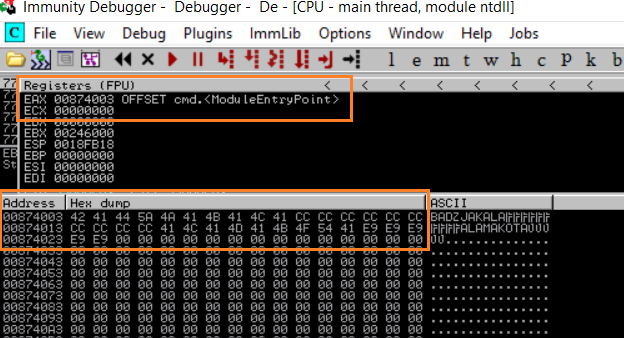 Immunity Debugger - Debugger - De - [CPU - main thread, module ntdll]
C File View Debug Plugins ImmLib Options Window Help Jobs
l e m t w h c p k b
Registers (FPU) < < < < < <
EAX 00874003 OFFSET cmd.<ModuleEntryPoint>
ECX 00000000
EDX 00000000
EBX 00246000
ESP 0018FB18
EBP 00000000
ESI 00000000
EDI 00000000
Address Hex dump ASCII
00874003 42 41 44 5A 4A 41 4B 41 4C 41 CC CC CC CC CC CC BADZJAKALA╠╠╠╠╠╠
00874013 CC CC CC CC 41 4C 41 4D 41 4B 4F 54 41 E9 E9 E9 ╠╠╠╠ALAMAKOTAÚÚÚ
00874023 E9 E9 00 00 00 00 00 00 00 00 00 00 00 00 00 00 ÚÚ..............
00874033 00 00 00 00 00 00 00 00 00 00 00 00 00 00 00 00 ................
00874043 00 00 00 00 00 00 00 00 00 00 00 00 00 00 00 00 ................
00874053 00 00 00 00 00 00 00 00 00 00 00 00 00 00 00 00 ................
00874063 00 00 00 00 00 00 00 00 00 00 00 00 00 00 00 00 ................
00874073 00 00 00 00 00 00 00 00 00 00 00 00 00 00 00 00 ................
00874083 00 00 00 00 00 00 00 00 00 00 00 00 00 00 00 00 ................
00874093 00 00 00 00 00 00 00 00 00 00 00 00 00 00 00 00 ................
008740A3 00 00 00 00 00 00 00 00 00 00 00 00 00 00 00 00 ................